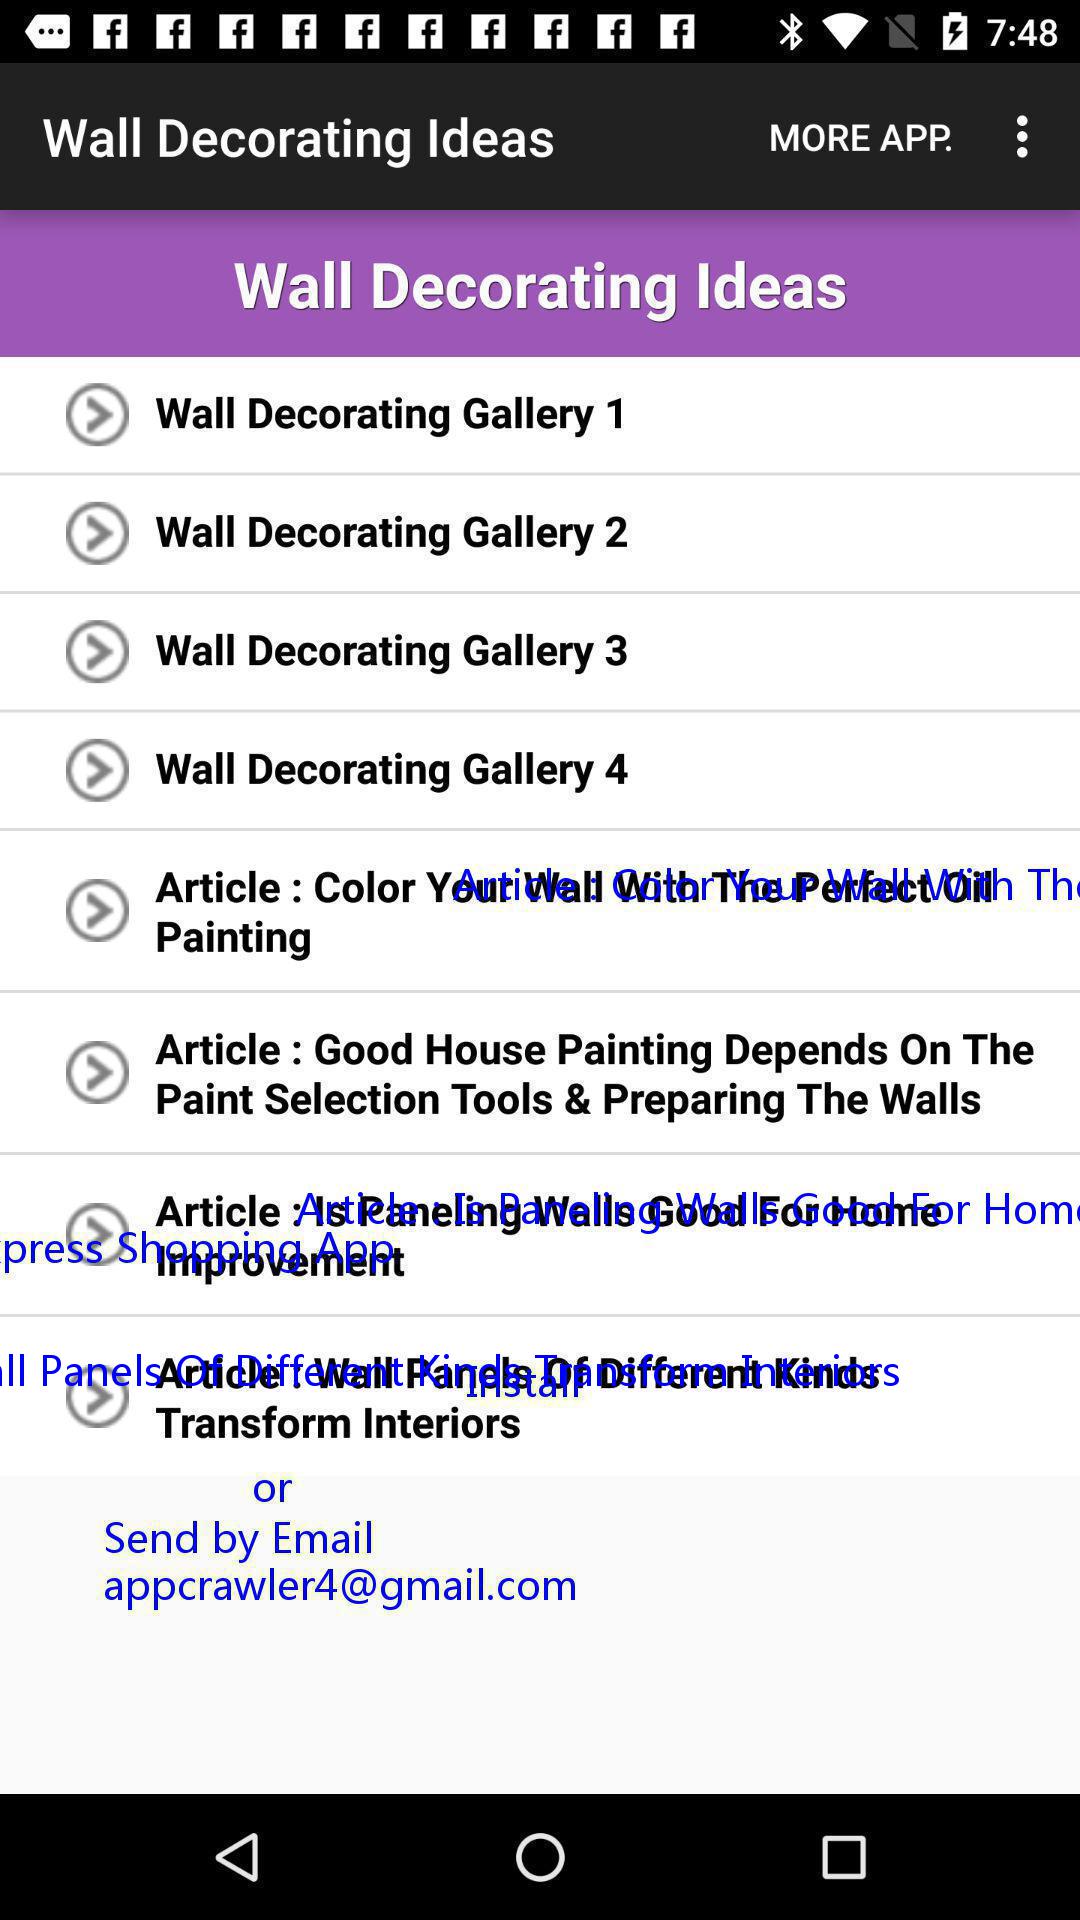 7:48
Wall Decorating Ideas MORE APP.
Wall Decorating Ideas
Wall Decorating Gallery 1
Wall Decorating Gallery 2
Wall Decorating Gallery 3
Wall Decorating Gallery 4
Article : Color Your Wall With The Perfect Oil
Article : Color Your Wall With The
Painting
Article : Good House Painting Depends On The
Paint Selection Tools & Preparing The Walls
Article : Is Paneling Walls Good For Home
Article : Is Paneling Walls Good For Home
xpress Shopping App
Improvement
Article : Wall Panels Of Different Kinds
all Panels Of Different Kinds Transform Interiors
Install
Transform Interiors
or
Send by Email
appcrawler4@gmail.com